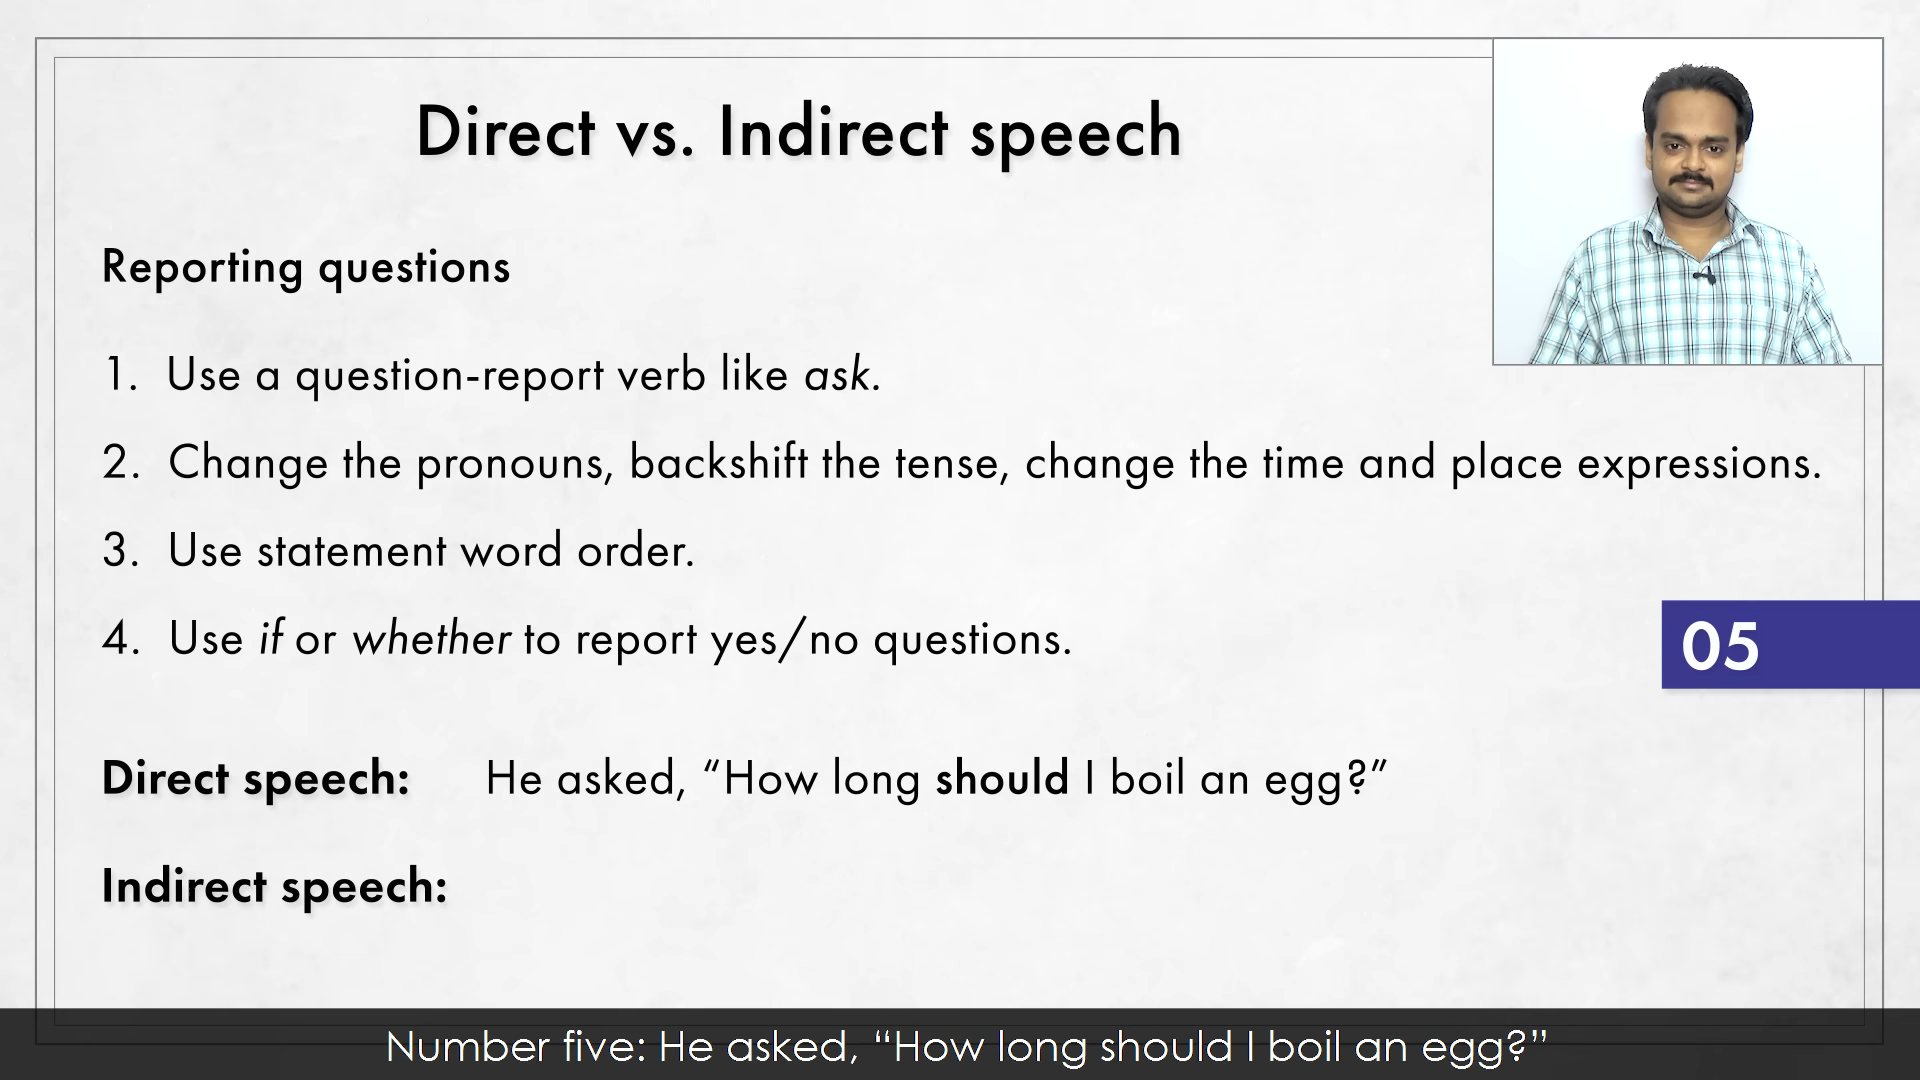 Direct vs. Indirect speech
Reporting questions
1. Use a question-report verb like ask.
2. Change the pronouns, backshift the tense, change the time and place expressions.
3. Use statement word order.
4. Use if or whether to report yes/no questions.
05
Direct speech: He asked, “How long should I boil an egg?”
Indirect speech:
Number five: He asked, “How long should I boil an egg?”